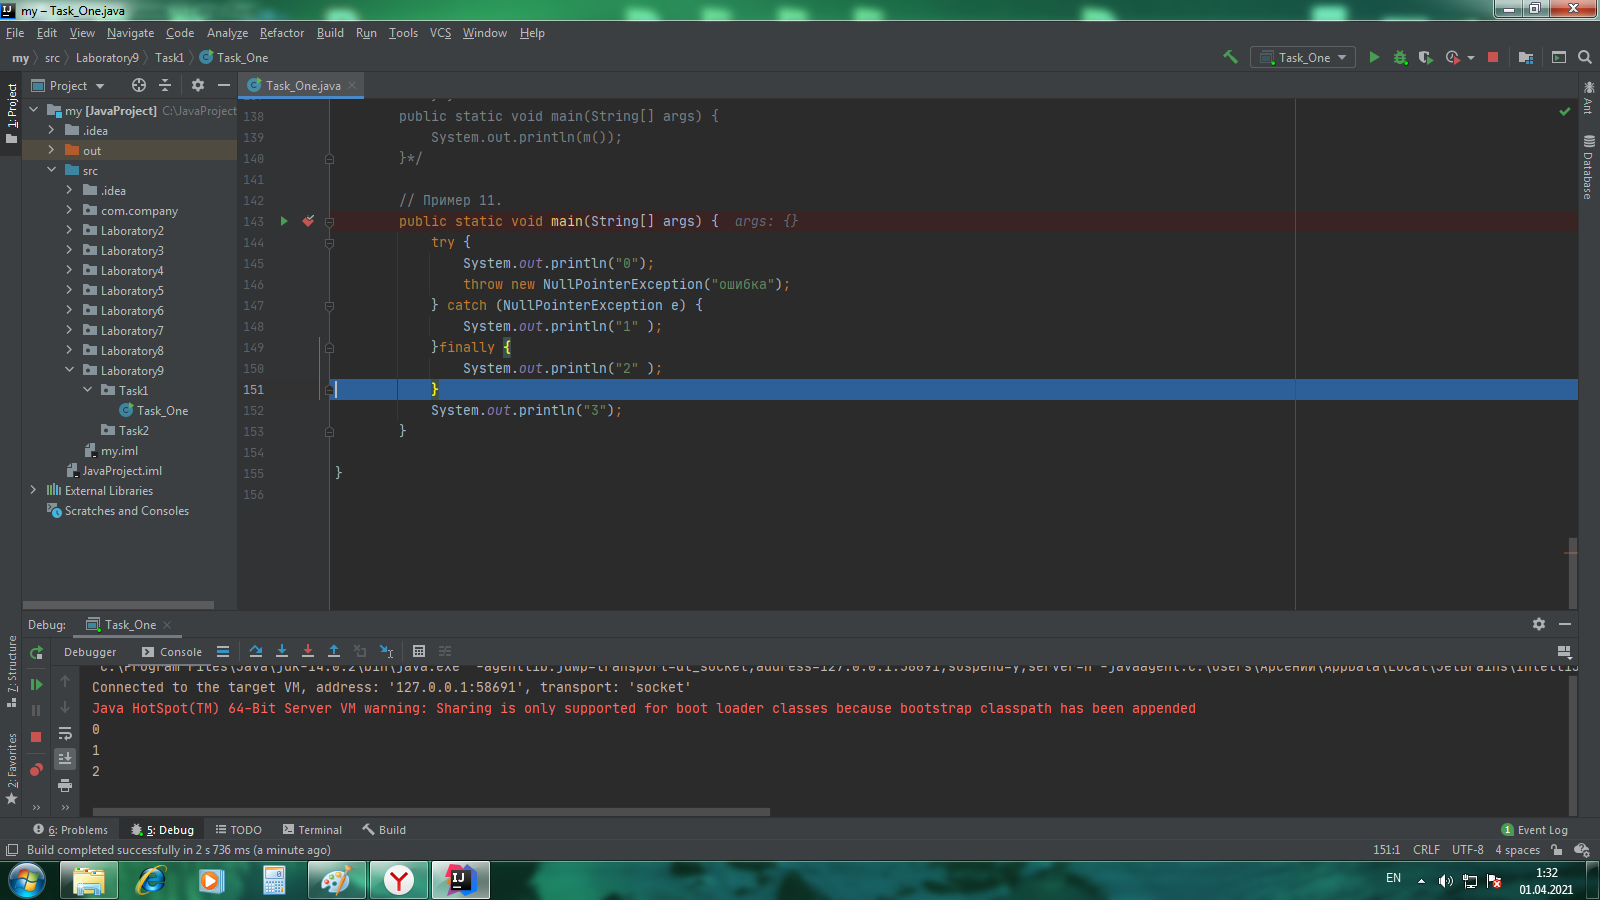 my – Task_One.java
File Edit View Navigate Code Analyze Refactor Build Run Tools VCS Window Help
my src Laboratory9 Task1 Task_One
Task_One
Project
Task_One.java
1: Project
my [JavaProject] C:\JavaProject
.idea
out
src
.idea
com.company
Laboratory2
Laboratory3
Laboratory4
Laboratory5
Laboratory6
Laboratory7
Laboratory8
Laboratory9
Task1
Task_One
Task2
my.iml
JavaProject.iml
External Libraries
Scratches and Consoles
138 public static void main(String[] args) {
139 System.out.println(m());
140 }*/
141
142 // Пример 11.
143 public static void main(String[] args) { args: {}
144 try {
145 System.out.println("0");
146 throw new NullPointerException("ошибка");
147 } catch (NullPointerException e) {
148 System.out.println("1" );
149 }finally {
150 System.out.println("2" );
151 }
152 System.out.println("3");
153 }
154
155 }
156
Ant
Database
Debug: Task_One
Debugger Console
7: Structure
2: Favorites
Connected to the target VM, address: '127.0.0.1:58691', transport: 'socket'
Java HotSpot(TM) 64-Bit Server VM warning: Sharing is only supported for boot loader classes because bootstrap classpath has been appended
0
1
2
6: Problems 5: Debug TODO Terminal Build
1 Event Log
Build completed successfully in 2 s 736 ms (a minute ago)
151:1 CRLF UTF-8 4 spaces
EN
1:32
01.04.2021